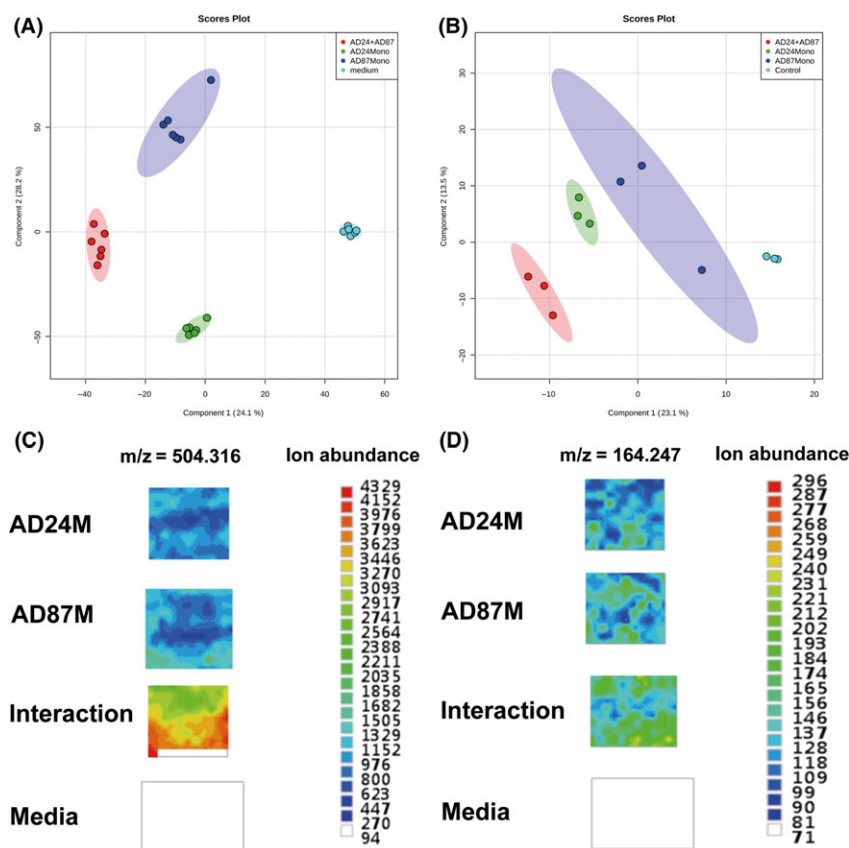 (A)
Scores Plot
AD24+AD87
AD24Mono
AD87Mono
medium
Component 2 (28.2 %)
50
0
−50
−40
−20
0
20
40
60
Component 1 (24.1 %)
(B)
Scores Plot
AD24+AD87
AD24Mono
AD87Mono
Control
Component 2 (13.5 %)
30
20
10
0
−10
−20
−10
0
10
20
Component 1 (23.1 %)
(C)
m/z = 504.316
Ion abundance
AD24M
AD87M
Interaction
Media
4329
4152
3976
3799
3623
3446
3270
3093
2917
2741
2564
2388
2211
2035
1858
1682
1505
1329
1152
976
800
623
447
270
94
(D)
m/z = 164.247
Ion abundance
AD24M
AD87M
Interaction
Media
296
287
277
268
259
249
240
231
221
212
202
193
184
174
165
156
146
137
128
118
109
99
90
81
71